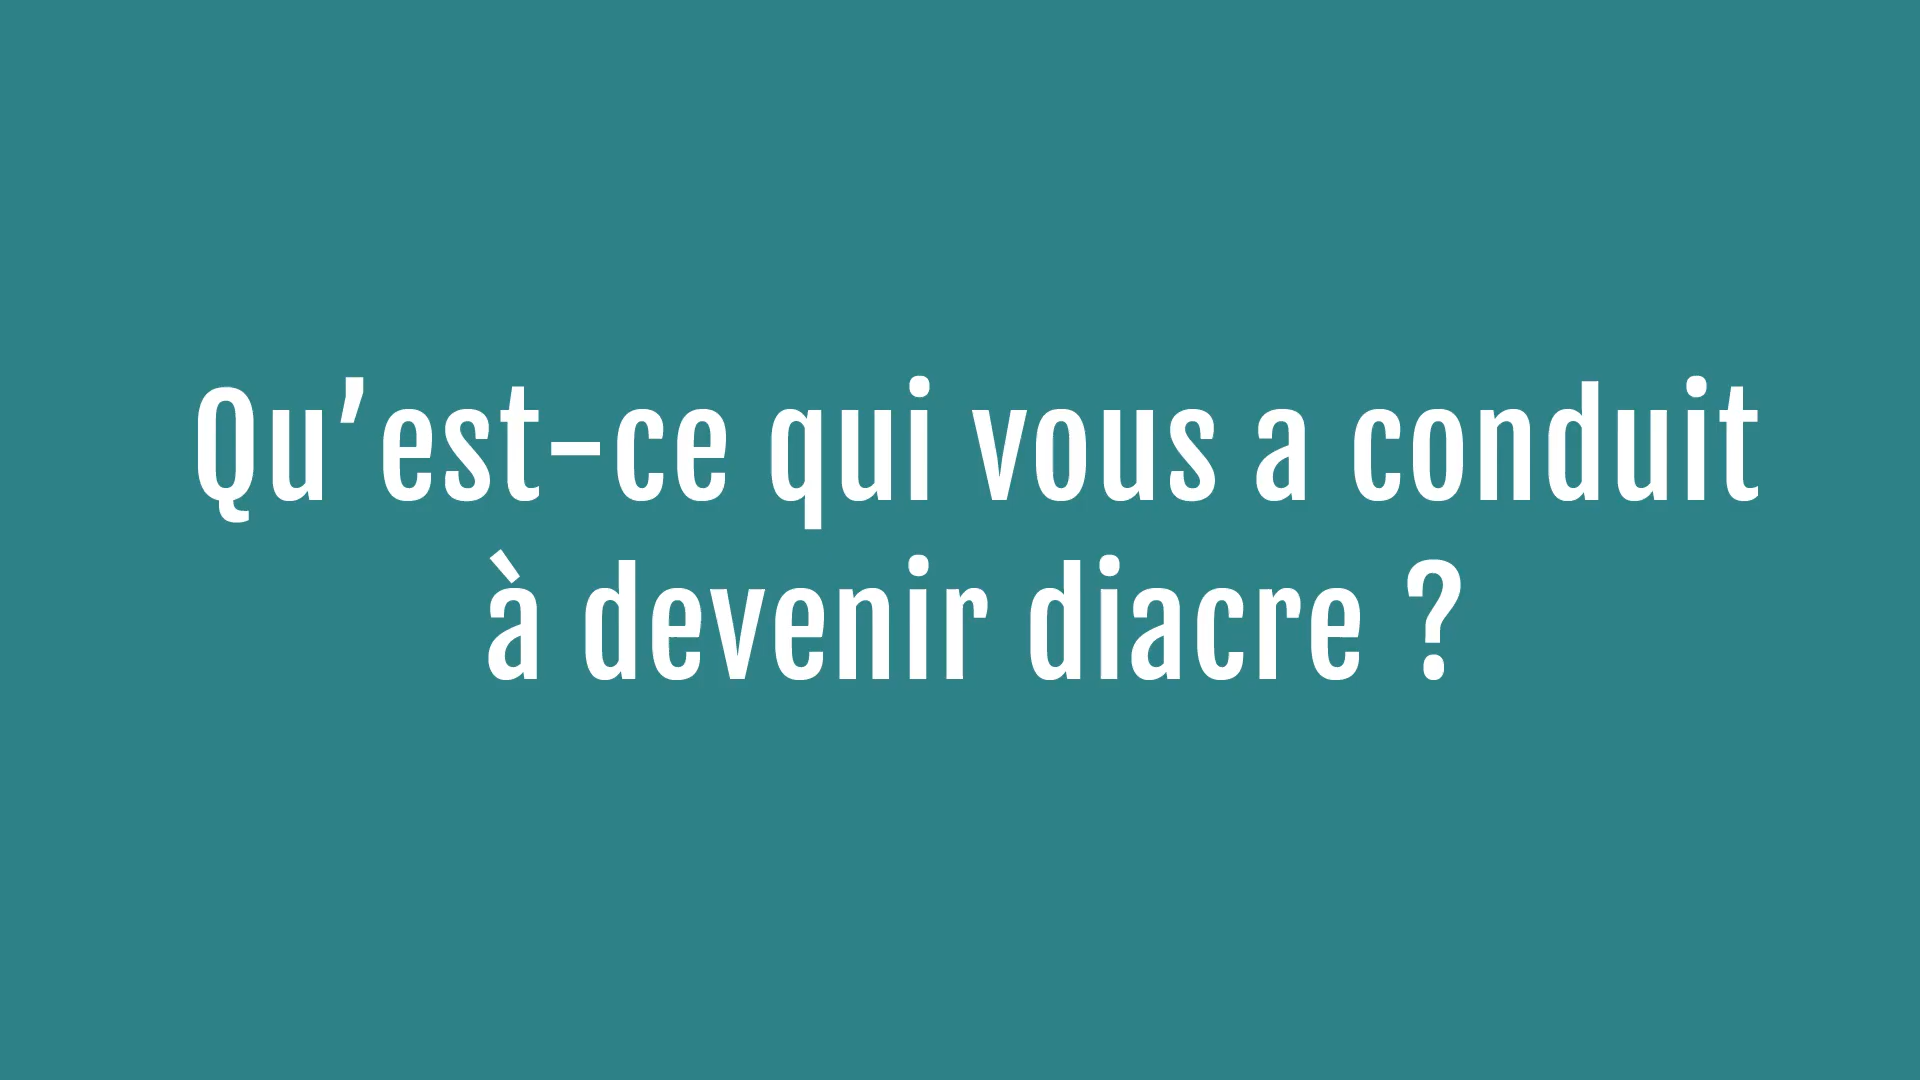 Qu’est-ce qui vous a conduit
à devenir diacre ?